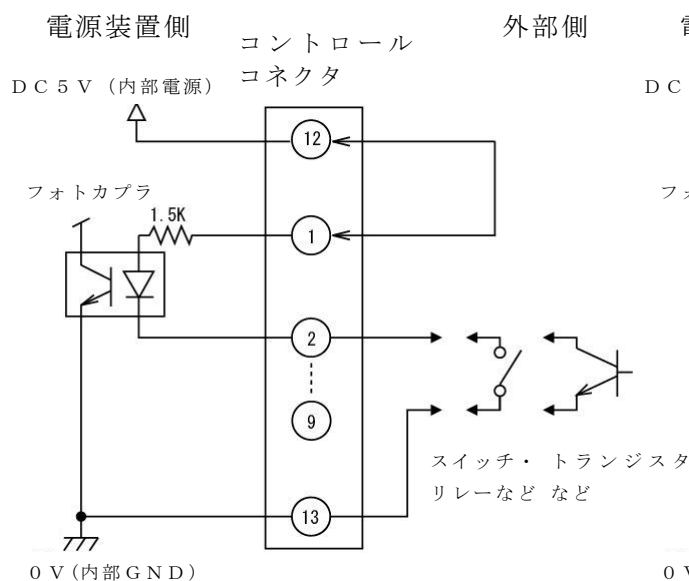 電源装置側
コントロール
コネクタ
外部側
電
ＤＣ５Ｖ（内部電源）
ＤＣ
12
フォトカプラ
フォ
1.5K
1
2
9
スイッチ・ トランジスタ
リレーなど など
13
０Ｖ(内部ＧＮＤ)
０Ｖ